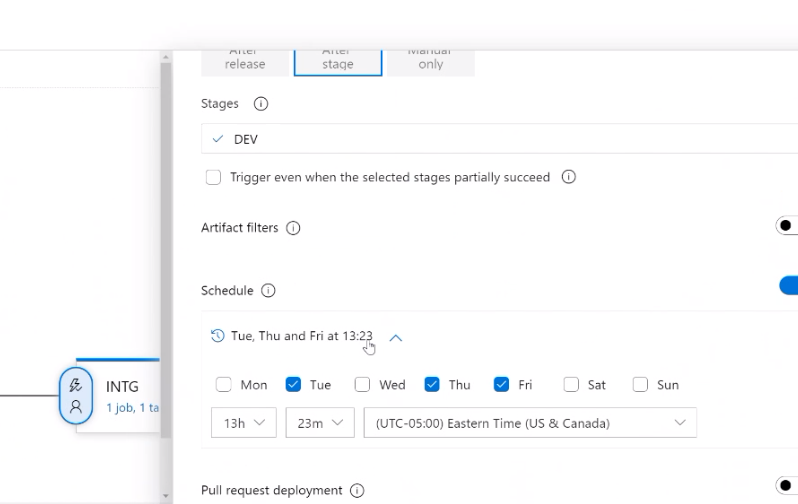 After
release
After
stage
Manual
only
Stages
DEV
Trigger even when the selected stages partially succeed
Artifact filters
Schedule
Tue, Thu and Fri at 13:23
Mon Tue Wed Thu Fri Sat Sun
13h 23m (UTC-05:00) Eastern Time (US & Canada)
INTG
1 job, 1 ta
Pull request deployment